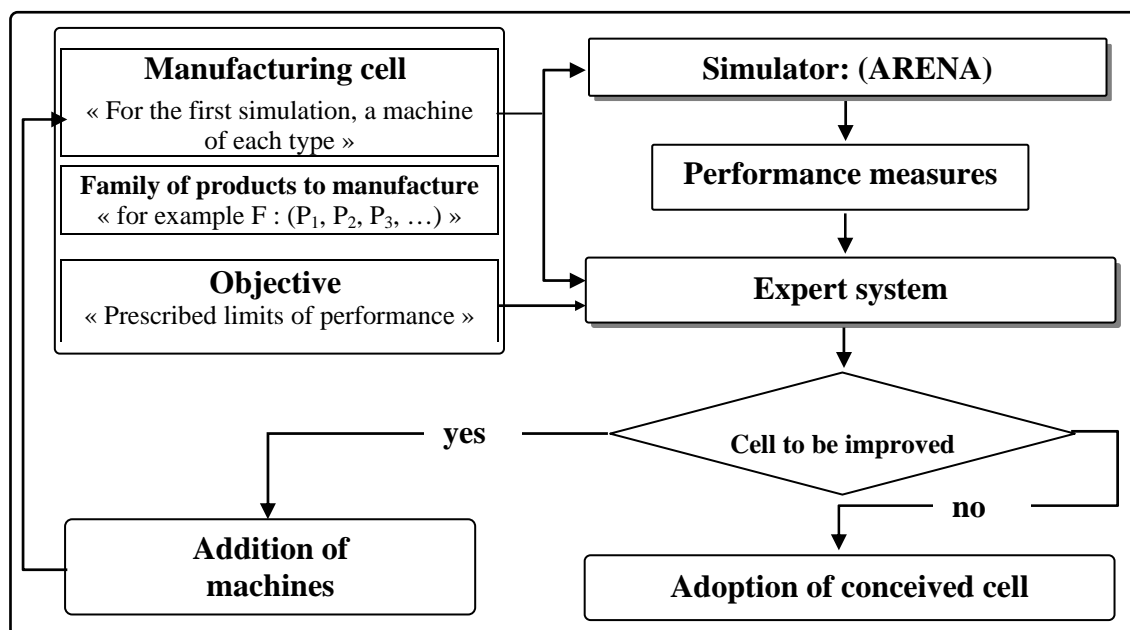 Manufacturing cell
« For the first simulation, a machine
of each type »
Family of products to manufacture
« for example F : (P₁, P₂, P₃, …) »
Objective
« Prescribed limits of performance »
Simulator: (ARENA)
Performance measures
Expert system
Cell to be improved
yes
no
Addition of
machines
Adoption of conceived cell